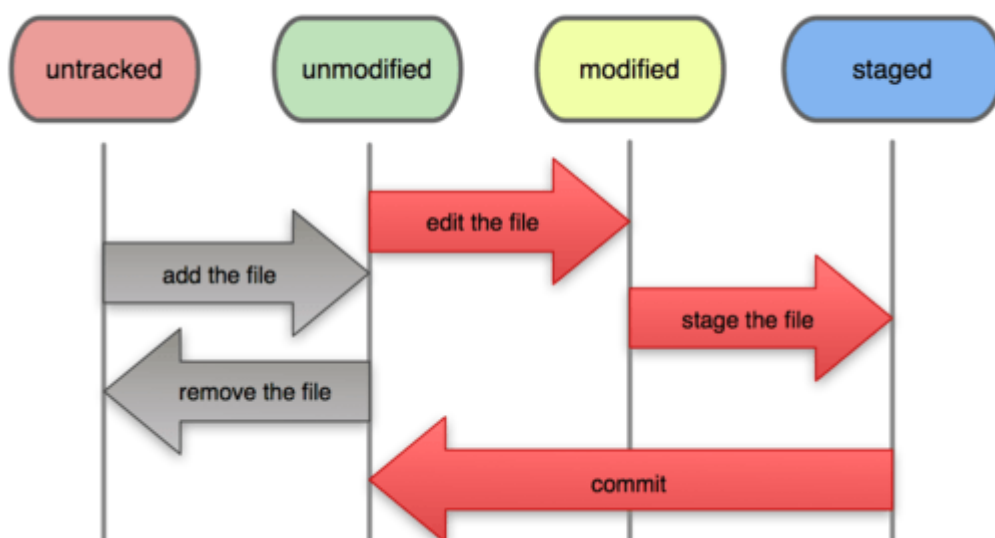 untracked
unmodified
modified
staged
edit the file
add the file
stage the file
remove the file
commit